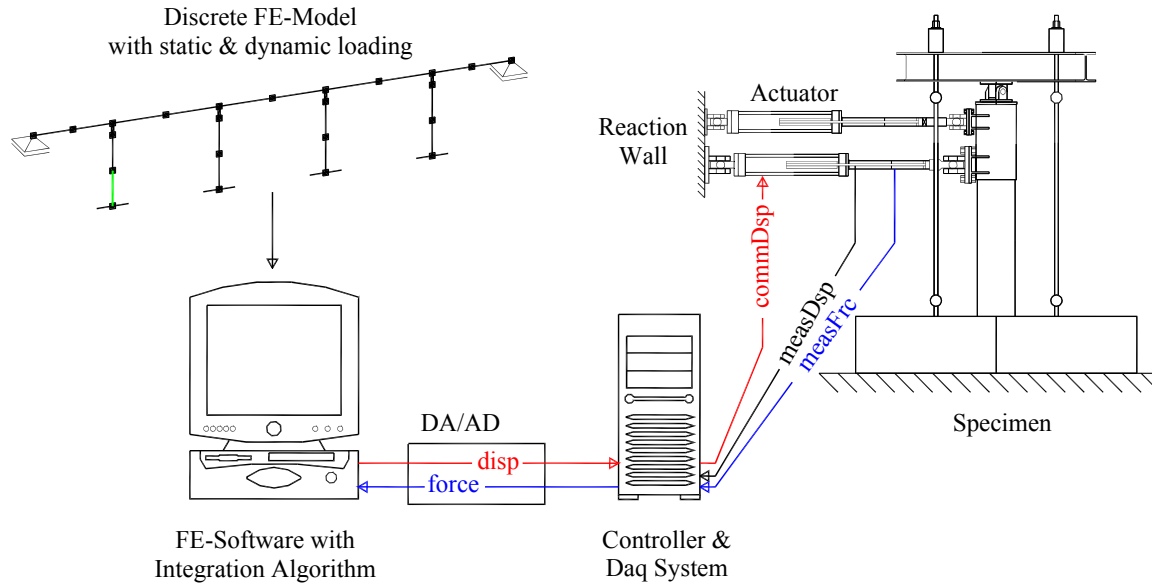 Discrete FE-Model
with static & dynamic loading
Actuator
Reaction
Wall
commDsp
measDsp
measFrc
DA/AD
disp
force
Specimen
FE-Software with
Integration Algorithm
Controller &
Daq System